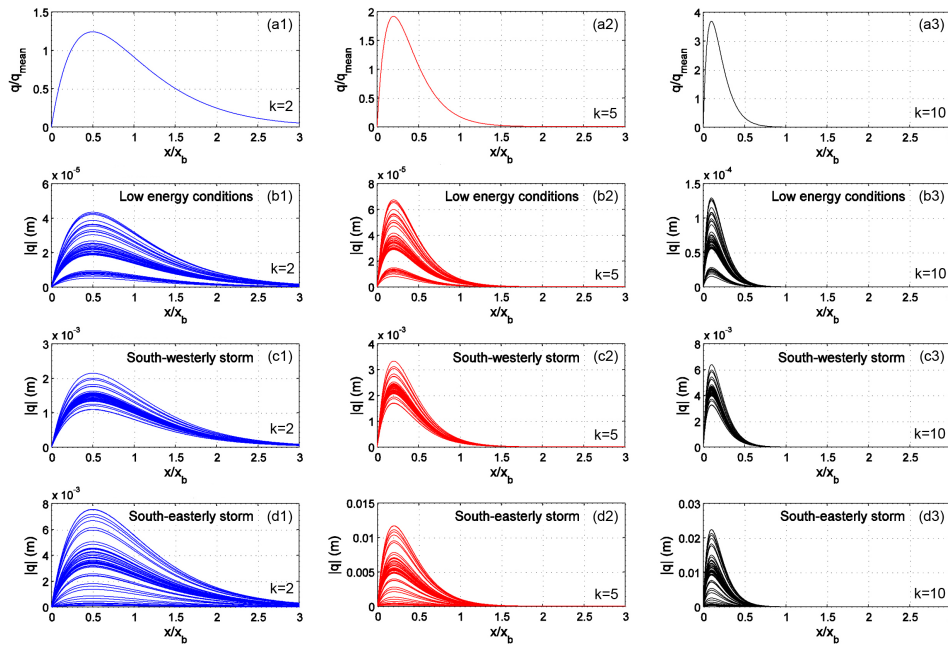 (a1)
q/q_mean
1.5
1
0.5
0
k=2
0 0.5 1 1.5 2 2.5 3
x/x_b
(a2)
2
1.5
1
0.5
0
k=5
0 0.5 1 1.5 2 2.5 3
x/x_b
(a3)
q/q_mean
4
3
2
1
0
k=10
0 0.5 1 1.5 2 2.5 3
x/x_b
x 10^-5
Low energy conditions (b1)
|q| (m)
6
4
2
0
k=2
0 0.5 1 1.5 2 2.5 3
x/x_b
x 10^-5
Low energy conditions (b2)
|q| (m)
8
6
4
2
0
k=5
0 0.5 1 1.5 2 2.5 3
x/x_b
x 10^-4
Low energy conditions (b3)
|q| (m)
1.5
1
0.5
0
k=10
0 0.5 1 1.5 2 2.5
x/x_b
x 10^-3
South-westerly storm (c1)
|q| (m)
3
2
1
0
k=2
0 0.5 1 1.5 2 2.5 3
x/x_b
x 10^-3
South-westerly storm (c2)
|q| (m)
4
3
2
1
0
k=5
0 0.5 1 1.5 2 2.5 3
x/x_b
x 10^-3
South-westerly storm (c3)
|q| (m)
8
6
4
2
0
k=10
0 0.5 1 1.5 2 2.5
x/x_b
x 10^-3
South-easterly storm (d1)
|q| (m)
8
6
4
2
0
k=2
0 0.5 1 1.5 2 2.5 3
x/x_b
South-easterly storm (d2)
|q| (m)
0.015
0.01
0.005
0
k=5
0 0.5 1 1.5 2 2.5 3
x/x_b
South-easterly storm (d3)
|q| (m)
0.03
0.02
0.01
0
k=10
0 0.5 1 1.5 2 2.5
x/x_b